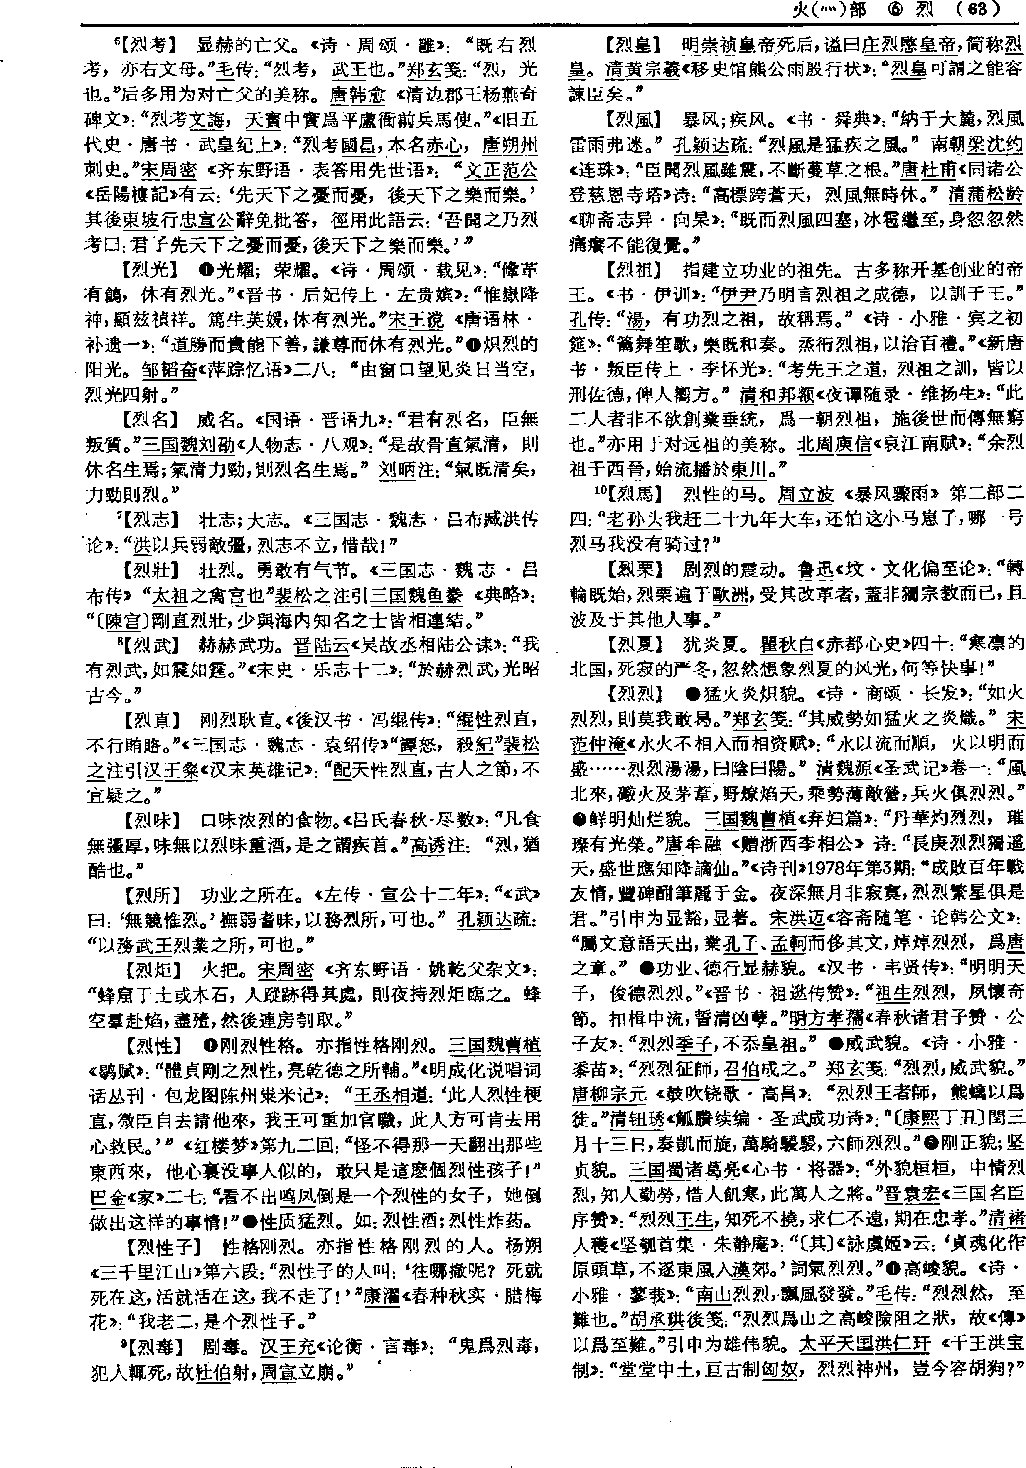 火(灬)部 ⑥ 烈 (63)
⁶【烈考】 显赫的亡父。《诗·周颂·雝》：“既右烈
考，亦右文母。”毛传：“烈考，武王也。”郑玄笺：“烈，光
也。”后多用为对亡父的美称。唐韩愈《清边郡王杨燕奇
碑文》：“烈考文誨，天寶中實爲平盧衙前兵馬使。”《旧五
代史·唐书·武皇纪上》：“烈考國昌，本名赤心，唐朔州
刺史。”宋周密《齐东野语·表答用先世语》：“文正范公
《岳陽樓記》有云：‘先天下之憂而憂，後天下之樂而樂。’
其後東坡行忠宣公辭免批答，徑用此語云：‘吾聞之乃烈
考曰：君子先天下之憂而憂，後天下之樂而樂。’”
【烈光】 ❶光耀；荣耀。《诗·周颂·载见》：“鞗革
有鶬，休有烈光。”《晋书·后妃传上·左贵嫔》：“惟嶽降
神，顯兹禎祥。篤生英媛，休有烈光。”宋王谠《唐语林·
补遗一》：“道勝而貴能下善，謙尊而休有烈光。”❷炽烈的
阳光。邹韬奋《萍踪忆语》二八：“由窗口望见炎日当空，
烈光四射。”
【烈名】 威名。《国语·晋语九》：“君有烈名，臣無
叛質。”三国魏刘劭《人物志·八观》：“是故骨直氣清，則
休名生焉；氣清力勁，則烈名生焉。”刘昞注：“氣既清矣，
力勁則烈。”
⁷【烈志】 壮志；大志。《三国志·魏志·吕布臧洪传
论》：“洪以兵弱敵彊，烈志不立，惜哉！”
【烈壯】 壮烈。勇敢有气节。《三国志·魏志·吕
布传》“太祖之禽宫也”裴松之注引三国魏鱼豢《典略》：
“〔陳宫〕剛直烈壯，少與海内知名之士皆相連結。”
⁸【烈武】 赫赫武功。晋陆云《吴故丞相陆公诔》：“我
有烈武，如震如霆。”《宋史·乐志十二》：“於赫烈武，光昭
古今。”
【烈直】 刚烈耿直。《後汉书·冯绲传》：“緄性烈直，
不行賄賂。”《三国志·魏志·袁绍传》“譚怒，殺紀”裴松
之注引汉王粲《汉末英雄记》：“配天性烈直，古人之節，不
宜疑之。”
【烈味】 口味浓烈的食物。《吕氏春秋·尽数》：“凡食
無彊厚，味無以烈味重酒，是之謂疾首。”高诱注：“烈，猶
酷也。”
【烈所】 功业之所在。《左传·宣公十二年》：“《武》
曰：‘無競惟烈。’撫弱耆昧，以務烈所，可也。”孔颖达疏：
“以務武王烈業之所，可也。”
【烈炬】 火把。宋周密《齐东野语·姚乾父杂文》：
“蜂窟于土或木石，人蹤跡得其處，則夜持烈炬臨之。蜂
空羣赴焰，盡殪，然後連房刳取。”
【烈性】 ❶刚烈性格。亦指性格刚烈。三国魏曹植
《鹖赋》：“體貞剛之烈性，亮乾德之所輔。”《明成化说唱词
话丛刊·包龙图陈州粜米记》：“王丞相道：‘此人烈性梗
直，微臣自去請他來，我王可重加官職，此人方可肯去用
心救民。’”《红楼梦》第九二回：“怪不得那一天翻出那些
東西來，他心裏没事人似的，敢只是這麽個烈性孩子！”
巴金《家》二七：“看不出鸣凤倒是一个烈性的女子，她倒
做出这样的事情！”❷性质猛烈。如：烈性酒；烈性炸药。
【烈性子】 性格刚烈。亦指性格刚烈的人。杨朔
《三千里江山》第六段：“烈性子的人叫：‘往哪撤呢？死就
死在这，活就活在这，我不走了！’”康濯《春种秋实·腊梅
花》：“我老二，是个烈性子。”
⁹【烈毒】 剧毒。汉王充《论衡·言毒》：“鬼爲烈毒，
犯人輒死，故杜伯射，周宣立崩。”
【烈皇】 明崇祯皇帝死后，谥曰庄烈愍皇帝，简称烈
皇。清黄宗羲《移史馆熊公雨殷行状》：“烈皇可謂之能容
諫臣矣。”
【烈風】 暴风；疾风。《书·舜典》：“納于大麓，烈風
雷雨弗迷。”孔颖达疏：“烈風是猛疾之風。”南朝梁沈约
《连珠》：“臣聞烈風雖震，不斷蔓草之根。”唐杜甫《同诸公
登慈恩寺塔》诗：“高標跨蒼天，烈風無時休。”清蒲松龄
《聊斋志异·向杲》：“既而烈風四塞，冰雹繼至，身忽忽然
痛癢不能復覺。”
【烈祖】 指建立功业的祖先。古多称开基创业的帝
王。《书·伊训》：“伊尹乃明言烈祖之成德，以訓于王。”
孔传：“湯，有功烈之祖，故稱焉。”《诗·小雅·宾之初
筵》：“籥舞笙歌，樂既和奏。烝衎烈祖，以洽百禮。”《新唐
书·叛臣传上·李怀光》：“考先王之道，烈祖之訓，皆以
刑佐德，俾人嚮方。”清和邦额《夜谭随录·维扬生》：“此
二人者非不欲創業垂統，爲一朝烈祖，施後世而傳無窮
也。”亦用于对远祖的美称。北周庾信《哀江南赋》：“余烈
祖于西晉，始流播於東川。”
¹⁰【烈馬】 烈性的马。周立波《暴风骤雨》第二部二
四：“老孙头我赶二十九年大车，还怕这小马崽了，哪一号
烈马我没有骑过？”
【烈栗】 剧烈的震动。鲁迅《坟·文化偏至论》：“轉
輪既始，烈栗遍于歐洲，受其改革者，蓋非獨宗教而已，且
波及于其他人事。”
【烈夏】 犹炎夏。瞿秋白《赤都心史》四十：“寒凛的
北国，死寂的严冬，忽然想象烈夏的风光，何等快事！”
【烈烈】 ❶猛火炎炽貌。《诗·商颂·长发》：“如火
烈烈，則莫我敢曷。”郑玄笺：“其威勢如猛火之炎熾。”宋
范仲淹《水火不相入而相资赋》：“水以流而順，火以明而
盛……烈烈湯湯，曰陰曰陽。”清魏源《圣武记》卷一：“風
北來，礮火及茅葦，野燎焰天，乘勢薄敵營，兵火俱烈烈。”
❷鲜明灿烂貌。三国魏曹植《弃妇篇》：“丹華灼烈烈，璀
璨有光榮。”唐牟融《赠浙西李相公》诗：“長庚烈烈獨遥
天，盛世應知降謫仙。”《诗刊》1978年第3期：“成败百年戰
友情，豐碑酣筆麗于金。夜深無月非寂寞，烈烈繁星俱是
君。”引申为显豁，显著。宋洪迈《容斋随笔·论韩公文》：
“屬文意語天出，業孔子、孟軻而侈其文，焯焯烈烈，爲唐
之章。”❸功业、德行显赫貌。《汉书·韦贤传》：“明明天
子，俊德烈烈。”《晋书·祖逖传赞》：“祖生烈烈，夙懷奇
節。扣楫中流，誓清凶孽。”明方孝孺《春秋诸君子赞·公
子友》：“烈烈季子，不忝皇祖。”❹威武貌。《诗·小雅·
黍苗》：“烈烈征師，召伯成之。”郑玄笺：“烈烈，威武貌。”
唐柳宗元《鼓吹铙歌·高昌》：“烈烈王者師，熊螭以爲
徒。”清钮琇《觚賸续编·圣武成功诗》：“〔康熙丁丑〕閏三
月十三日，奏凱而旋，萬騎駸駸，六師烈烈。”❺刚正貌；坚
贞貌。三国蜀诸葛亮《心书·将器》：“外貌桓桓，中情烈
烈，知人勤勞，惜人飢寒，此萬人之將。”晋袁宏《三国名臣
序赞》：“烈烈王生，知死不撓，求仁不遠，期在忠孝。”清褚
人穫《坚瓠首集·朱静庵》：“〔其〕《詠虞姬》云：‘貞魂化作
原頭草，不逐東風入漢郊。’詞氣烈烈。”❻高峻貌。《诗·
小雅·蓼莪》：“南山烈烈，飄風發發。”毛传：“烈烈然，至
難也。”胡承珙後笺：“烈烈爲山之高峻險阻之狀，故《傳》
以爲至難。”引申为雄伟貌。太平天国洪仁玕《干王洪宝
制》：“堂堂中土，亘古制匈奴，烈烈神州，豈今容胡狗？”